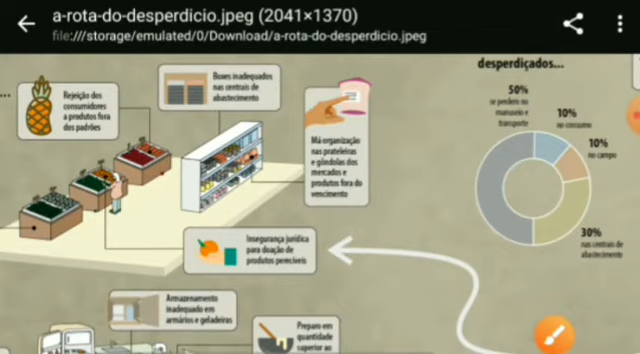 a-rota-do-desperdicio.jpeg (2041×1370)
file:///storage/emulated/0/Download/a-rota-do-desperdicio.jpeg
desperdiçados...
...
Rejeição dos
consumidores
a produtos fora
dos padrões
Boxes inadequados
nas centrais de
abastecimento
Má organização
nas prateleiras
e gôndolas dos
mercados e
produtos fora do
vencimento
50%
se perdem no
manuseio e
transporte
10%
no consumo
10%
no campo
30%
nas centrais de
abastecimento
Insegurança jurídica
para doação de
produtos perecíveis
Armazenamento
inadequado em
armários e geladeiras
Preparo em
quantidade
superior ao